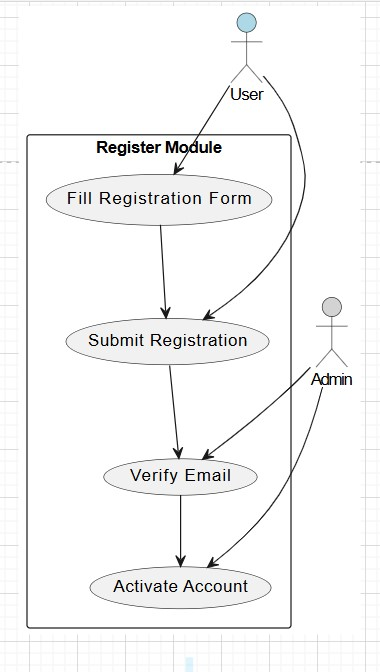 User
Register Module
Fill Registration Form
Submit Registration
Admin
Verify Email
Activate Account